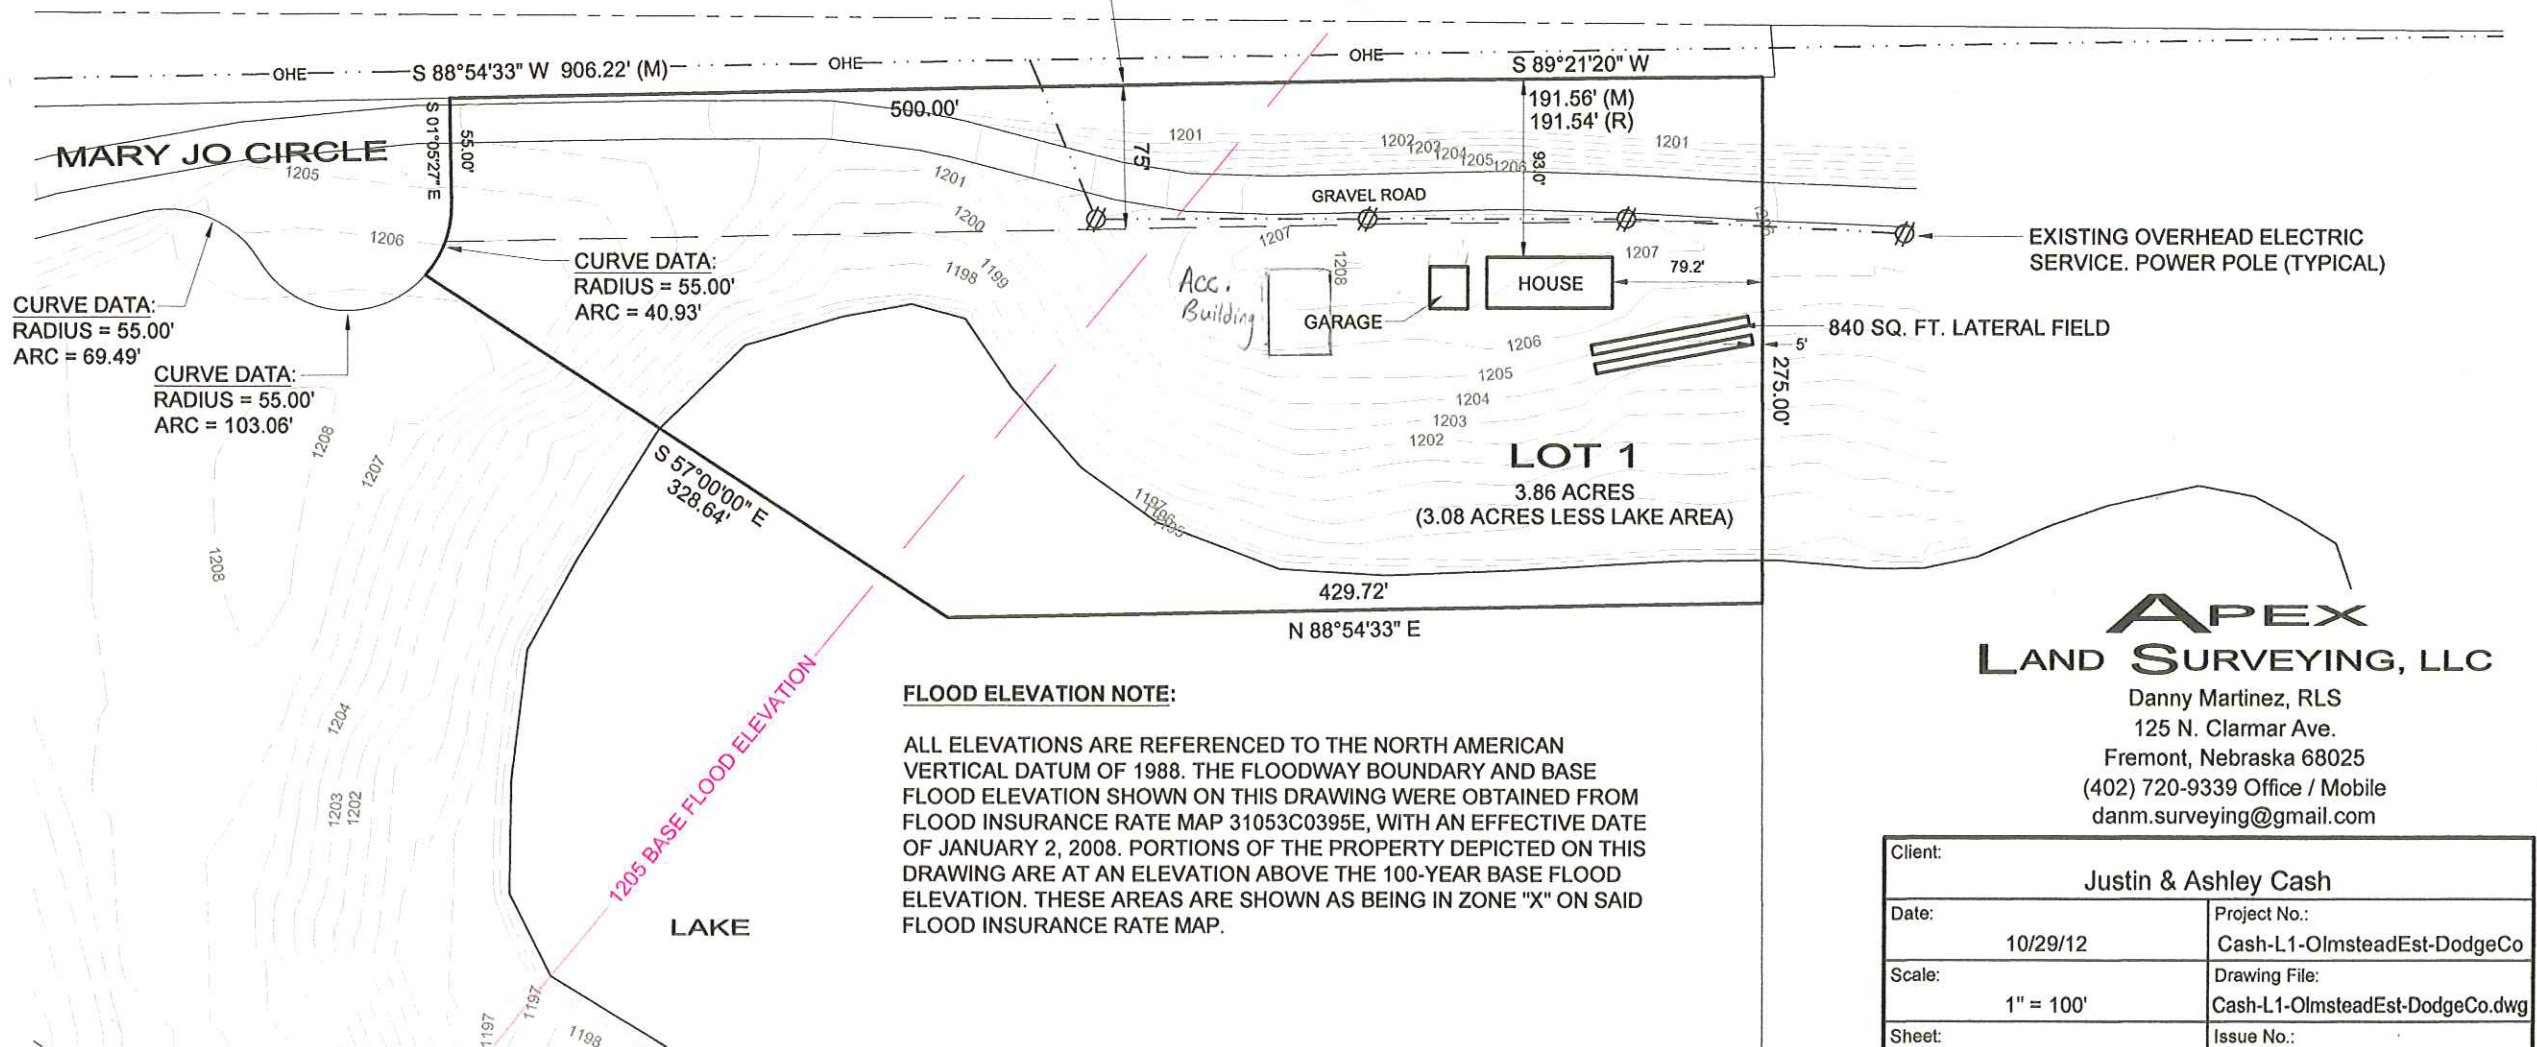 OHE
S 88°54'33" W 906.22' (M)
OHE
OHE
S 89°21'20" W
500.00'
191.56' (M)
191.54' (R)
S 01°05'27" E
55.00'
75'
93.0'
MARY JO CIRCLE
1205
1206
1201
1200
1199
1198
1201
1202
1203
1204
1205
1206
1201
GRAVEL ROAD
1207
1208
1207
79.2'
EXISTING OVERHEAD ELECTRIC
SERVICE. POWER POLE (TYPICAL)
CURVE DATA:
RADIUS = 55.00'
ARC = 40.93'
CURVE DATA:
RADIUS = 55.00'
ARC = 69.49'
CURVE DATA:
RADIUS = 55.00'
ARC = 103.06'
Acc.
Building
GARAGE
HOUSE
840 SQ. FT. LATERAL FIELD
5'
275.00'
1206
1205
1204
1203
1202
LOT 1
3.86 ACRES
(3.08 ACRES LESS LAKE AREA)
1208
1207
1208
S 57°00'00" E
328.64'
1197
1196
1195
429.72'
N 88°54'33" E
1204
1203
1202
1205 BASE FLOOD ELEVATION
LAKE
1197
1197
1198
FLOOD ELEVATION NOTE:
ALL ELEVATIONS ARE REFERENCED TO THE NORTH AMERICAN
VERTICAL DATUM OF 1988. THE FLOODWAY BOUNDARY AND BASE
FLOOD ELEVATION SHOWN ON THIS DRAWING WERE OBTAINED FROM
FLOOD INSURANCE RATE MAP 31053C0395E, WITH AN EFFECTIVE DATE
OF JANUARY 2, 2008. PORTIONS OF THE PROPERTY DEPICTED ON THIS
DRAWING ARE AT AN ELEVATION ABOVE THE 100-YEAR BASE FLOOD
ELEVATION. THESE AREAS ARE SHOWN AS BEING IN ZONE "X" ON SAID
FLOOD INSURANCE RATE MAP.
APEX
LAND SURVEYING, LLC
Danny Martinez, RLS
125 N. Clarmar Ave.
Fremont, Nebraska 68025
(402) 720-9339 Office / Mobile
danm.surveying@gmail.com
Client:
Justin & Ashley Cash
Date:
10/29/12
Project No.:
Cash-L1-OlmsteadEst-DodgeCo
Scale:
1" = 100'
Drawing File:
Cash-L1-OlmsteadEst-DodgeCo.dwg
Sheet:
Issue No.: